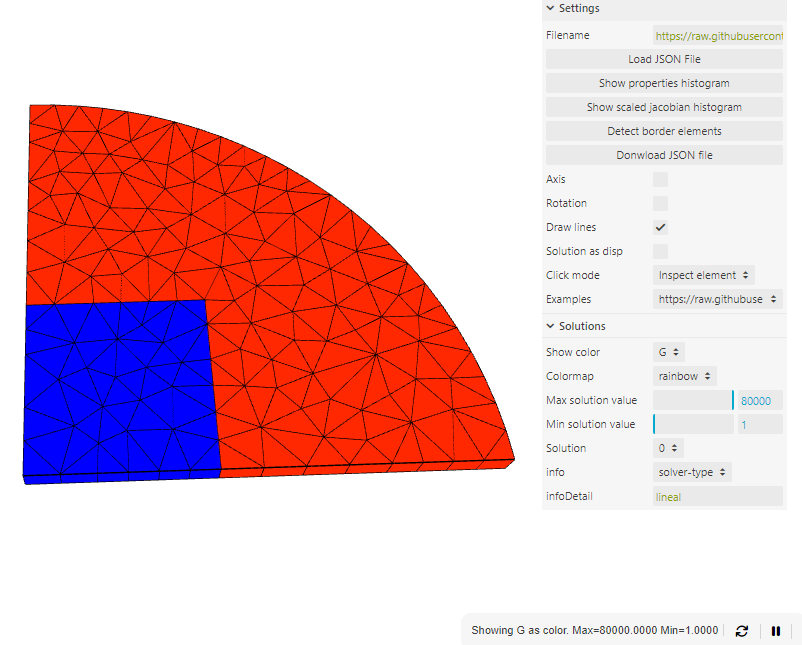 Settings
Filename https://raw.githubusercont
Load JSON File
Show properties histogram
Show scaled jacobian histogram
Detect border elements
Donwload JSON file
Axis
Rotation
Draw lines
Solution as disp
Click mode Inspect element
Examples https://raw.githubuse
Solutions
Show color G
Colormap rainbow
Max solution value 80000
Min solution value 1
Solution 0
info solver-type
infoDetail lineal
Showing G as color. Max=80000.0000 Min=1.0000